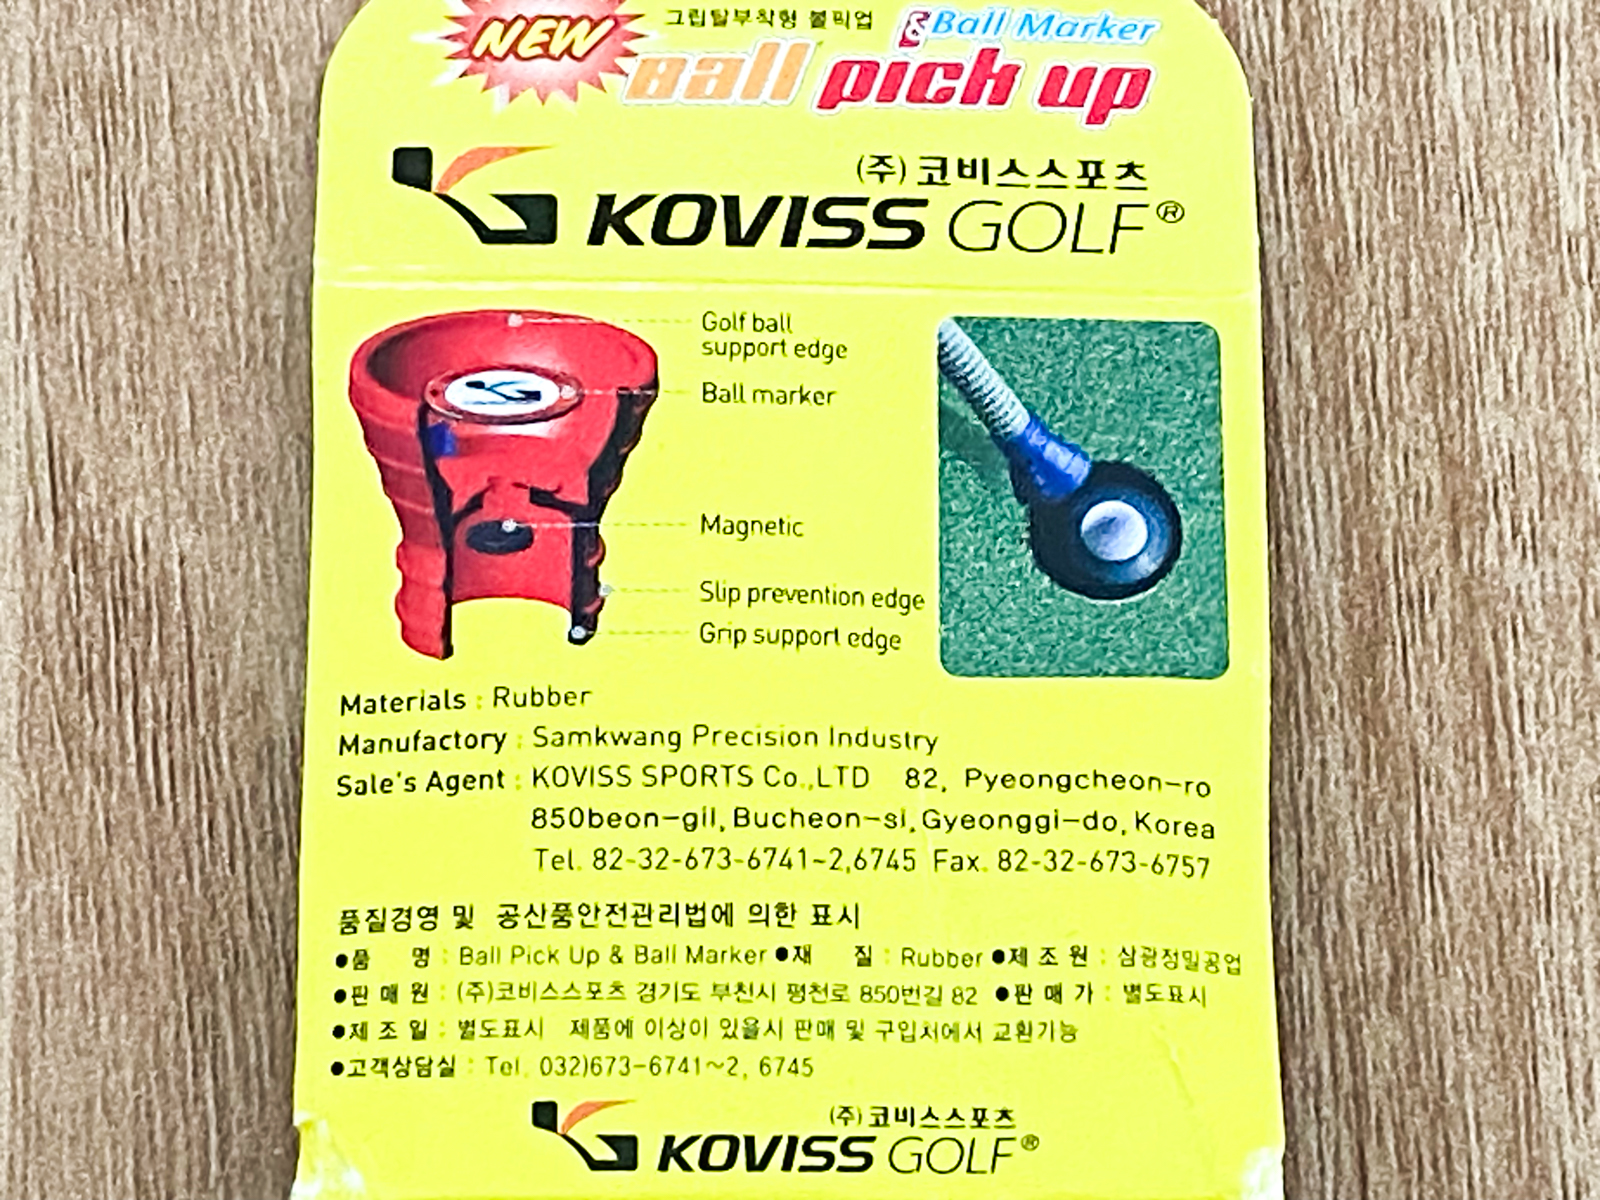 NEW
그립탈부착형 볼픽업
&Ball Marker
Ball pick up
(주) 코비스스포츠
KOVISS GOLF®
Golf ball
support edge
Ball marker
Magnetic
Slip prevention edge
Grip support edge
Materials : Rubber
Manufactory : Samkwang Precision Industry
Sale's Agent : KOVISS SPORTS Co.,LTD 82, Pyeongcheon-ro
850beon-gil, Bucheon-si, Gyeonggi-do, Korea
Tel. 82-32-673-6741~2,6745 Fax. 82-32-673-6757
품질경영 및 공산품안전관리법에 의한 표시
●품 명 : Ball Pick Up & Ball Marker ●재 질 : Rubber ●제 조 원 : 삼광정밀공업
●판 매 원 : (주)코비스스포츠 경기도 부천시 평천로 850번길 82 ●판 매 가 : 별도표시
●제 조 일 : 별도표시 제품에 이상이 있을시 판매 및 구입처에서 교환기능
●고객상담실 : Tel. 032)673-6741~2, 6745
(주) 코비스스포츠
KOVISS GOLF®